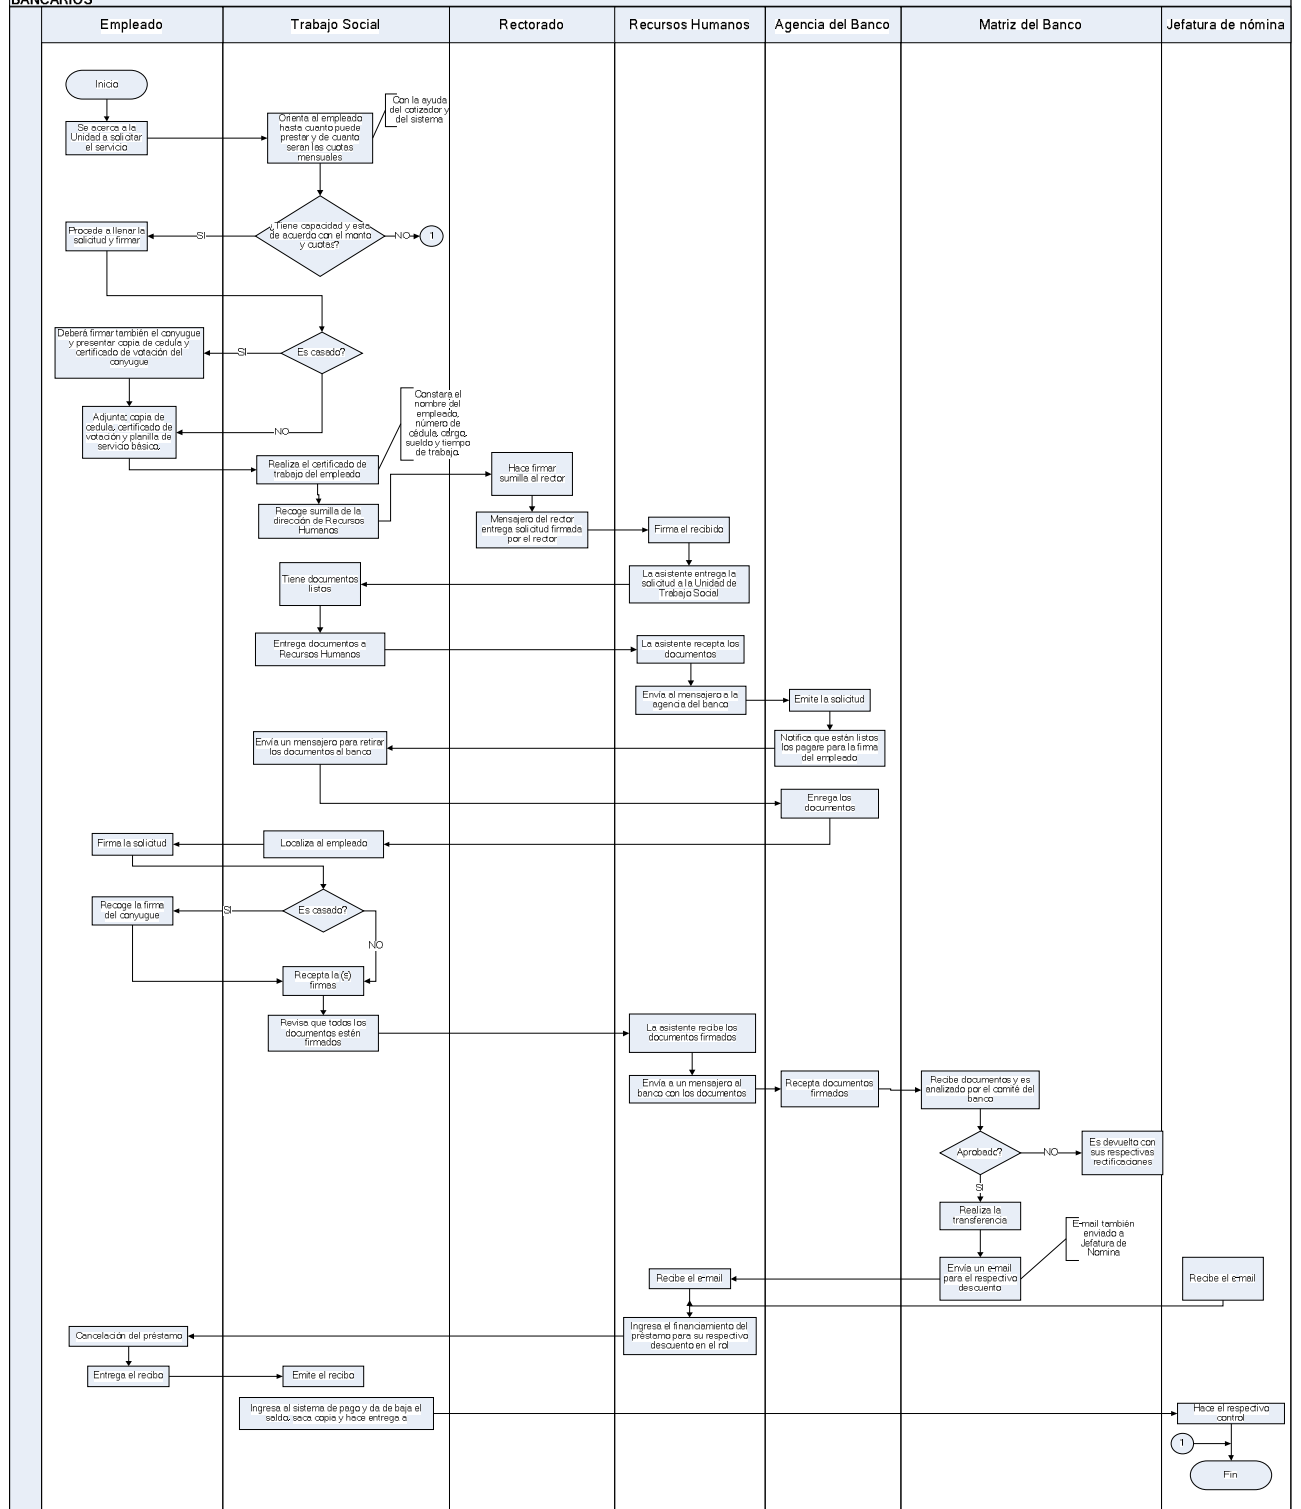 BANCARIOS
Empleado
Trabajo Social
Rectorado
Recursos Humanos
Agencia del Banco
Matriz del Banco
Jefatura de nómina
Inicio
Se acerca a la
Unidad a solicitar
el servicio
Orienta al empleado
hasta cuanto puede
prestar y de cuanto
seran las cuotas
mensuales
Con la ayuda
del cotizador y
del sistema
¿Tiene capacidad y esta
de acuerdo con el monto
y cuotas?
SI
NO
1
Procede a llenar la
solicitud y firmar
Es casado?
SI
NO
Deberá firmar también el conyugue
y presentar copia de cedula y
certificado de votación del
conyugue
Adjunta: copia de
cedula, certificado de
votación y planilla de
servicio básico.
Constara el
nombre del
empleado,
número de
cédula, cargo,
sueldo y tiempo
de trabajo.
Realiza el certificado de
trabajo del empleado
Recoge sumilla de la
dirección de Recursos
Humanos
Hace firmar
sumilla al rector
Mensajero del rector
entrega solicitud firmada
por el rector
Firma el recibido
La asistente entrega la
solicitud a la Unidad de
Trabajo Social
Tiene documentos
listos
Entrega documentos a
Recursos Humanos
La asistente recepta los
documentos
Envía al mensajero a la
agencia del banco
Emite la solicitud
Notifica que están listos
los pagare para la firma
del empleado
Envía un mensajero para retirar
los documentos al banco
Enrega los
documentos
Localiza al empleado
Firma la solicitud
Es casado?
SI
NO
Recoge la firma
del conyugue
Recepta la (s)
firmas
Revisa que todos los
documentos estén
firmados
La asistente recibe los
documentos firmados
Envía a un mensajero al
banco con los documentos
Recepta documentos
firmados
Recibe documentos y es
analizado por el comité del
banco
Aprobado?
NO
SI
Es devuelto con
sus respectivas
rectificaciones
Realiza la
transferencia
E-mail también
enviado a
Jefatura de
Nomina
Envía un e-mail
para el respectivo
descuento
Recibe el e-mail
Recibe el e-mail
Ingresa el financiamiento del
préstamo para su respectivo
descuento en el rol
Cancelación del préstamo
Entrega el recibo
Emite el recibo
Ingresa al sistema de pago y da de baja el
saldo, saca copia y hace entrega a
Hace el respectivo
control
1
Fin